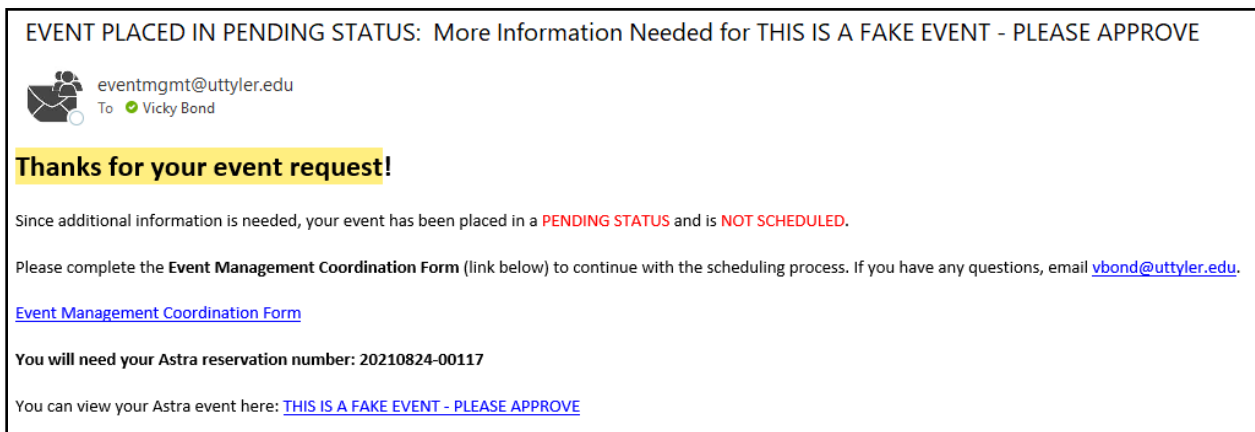 EVENT PLACED IN PENDING STATUS:  More Information Needed for THIS IS A FAKE EVENT - PLEASE APPROVE
eventmgmt@uttyler.edu
To Vicky Bond
Thanks for your event request!
Since additional information is needed, your event has been placed in a PENDING STATUS and is NOT SCHEDULED.
Please complete the Event Management Coordination Form (link below) to continue with the scheduling process. If you have any questions, email vbond@uttyler.edu.
Event Management Coordination Form
You will need your Astra reservation number: 20210824-00117
You can view your Astra event here: THIS IS A FAKE EVENT - PLEASE APPROVE